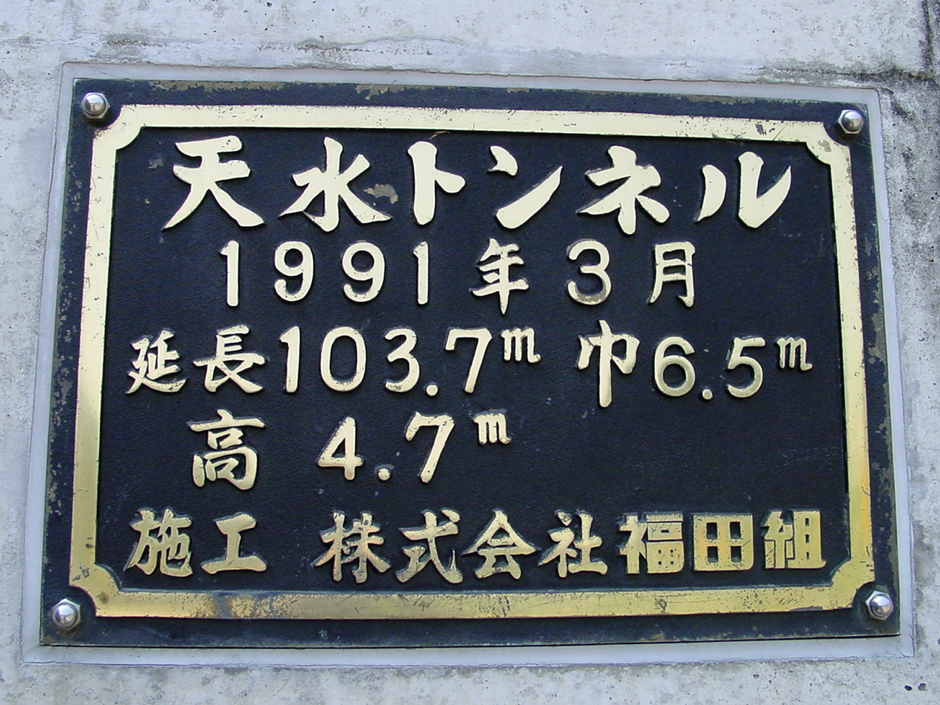 天水トンネル
1991年3月
延長103.7m 巾6.5m
高 4.7m
施工 株式会社福田組